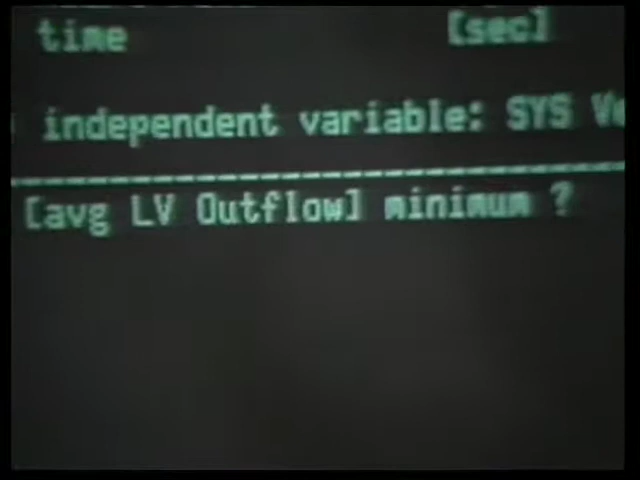 time [sec]
independent variable: SYS
[avg LV Outflow] minimum ?